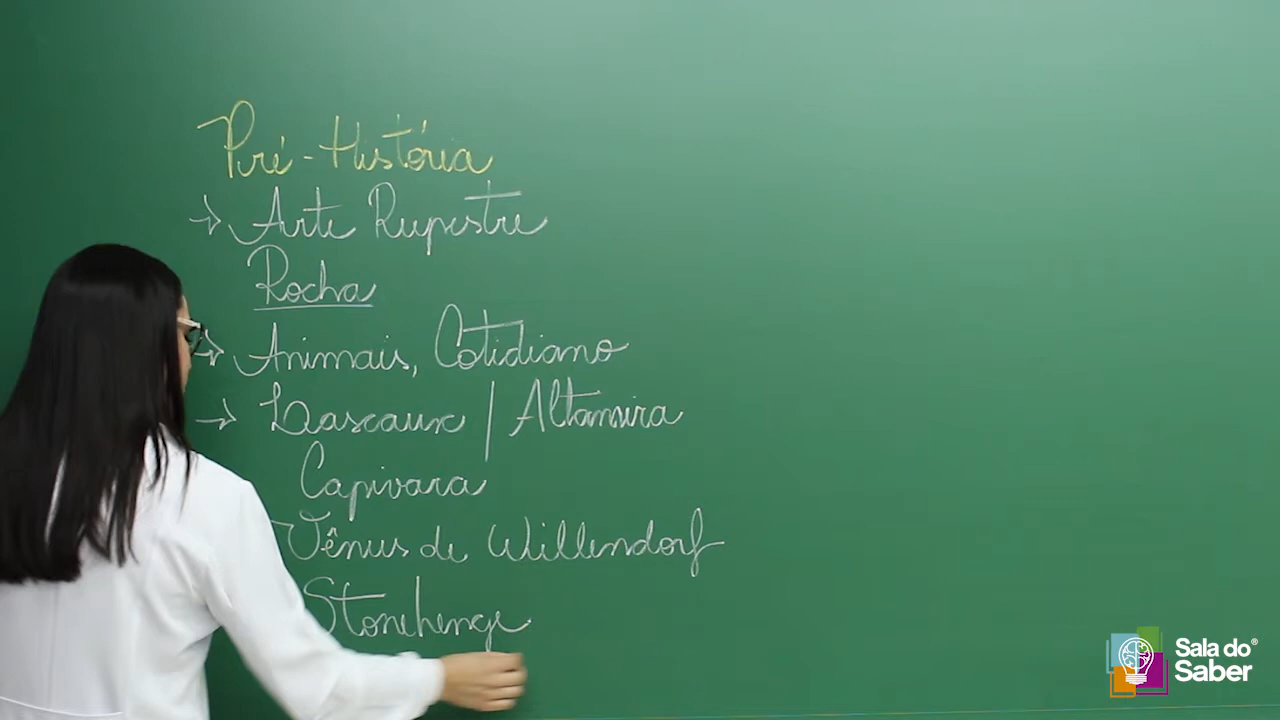 Pré-História
→ Arte Rupestre
Rocha
→ Animais, Cotidiano
→ Lascaux / Altamira
Capivara
Vênus de Willendorf
Stonehenge
Sala do®
Saber